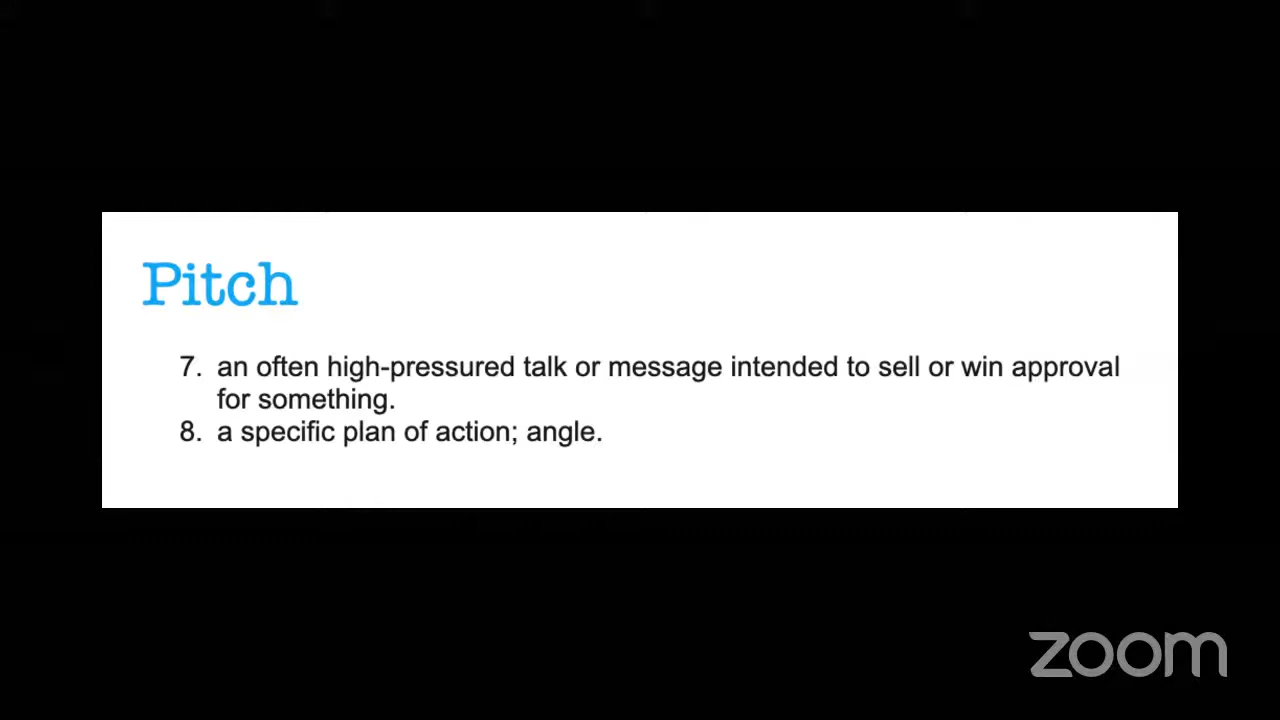 Pitch
7. an often high-pressured talk or message intended to sell or win approval
for something.
8. a specific plan of action; angle.
zoom